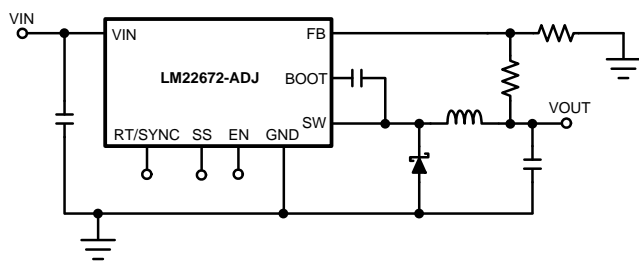 VIN
VIN
FB
LM22672-ADJ
BOOT
VOUT
SW
RT/SYNC SS EN GND